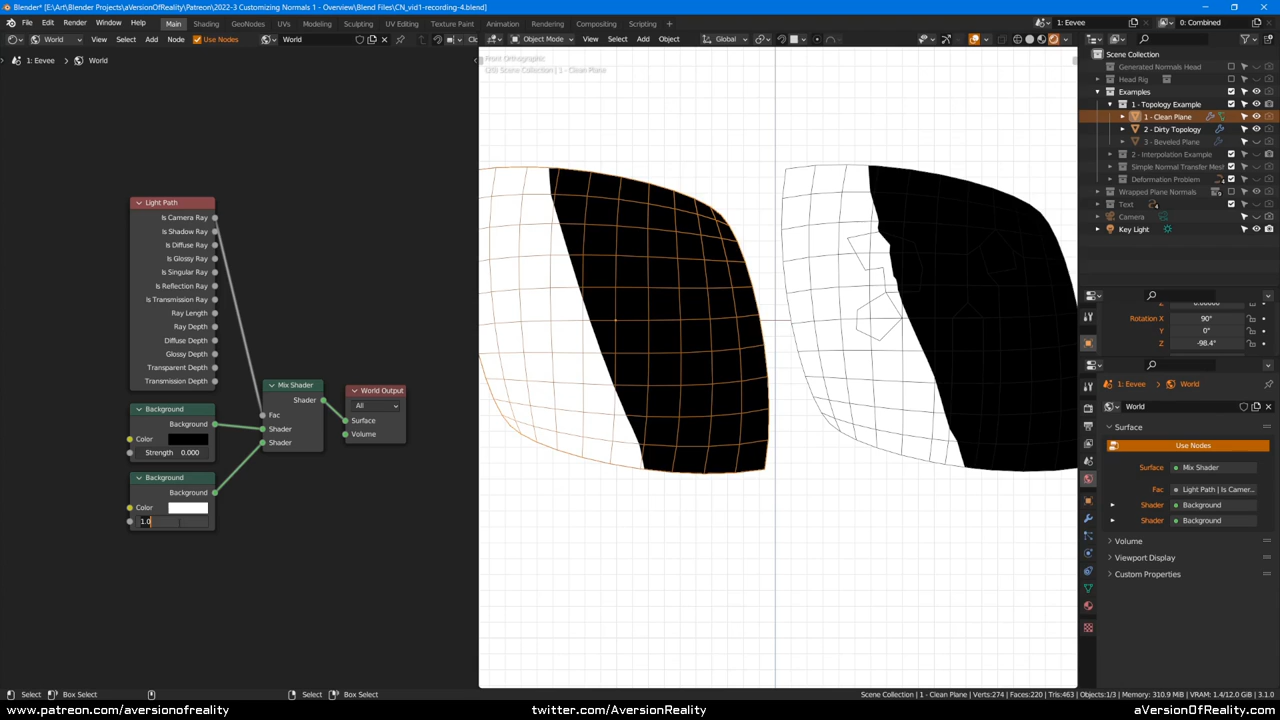 Blender* [E:\Art\Blender Projects\aVersionOfReality\Patreon\2022-3 Customizing Normals 1 - Overview\Blend Files\CN_vid1-recording-4.blend]
File Edit Render Window Help Main Shading GeoNodes UVs Modeling Sculpting Texture Paint Animation Rendering Compositing Scripting + 1: Eevee 0: Combined
World View Select Add Node Use Nodes World Object Mode View Select Add Object Global
1: Eevee > World
Front Orthographic
(20) Scene Collection | 1 - Clean Plane
Scene Collection
Generated Normals Head
Head Rig
Examples
1 - Topology Example
1 - Clean Plane
2 - Dirty Topology
3 - Beveled Plane
2 - Interpolation Example
Simple Normal Transfer Mesh
Deformation Problem
Wrapped Plane Normals
Text
Camera
Key Light
Light Path
Is Camera Ray
Is Shadow Ray
Is Diffuse Ray
Is Glossy Ray
Is Singular Ray
Is Reflection Ray
Is Transmission Ray
Ray Length
Ray Depth
Diffuse Depth
Glossy Depth
Transparent Depth
Transmission Depth
Mix Shader
Shader
Fac
Shader
Shader
World Output
All
Surface
Volume
Background
Background
Color
Strength 0.000
Background
Background
Color
1.0
Rotation X 90°
Y 0°
Z -98.4°
1: Eevee > World
World
Surface
Use Nodes
Surface Mix Shader
Fac Light Path | Is Camer...
Shader Background
Shader Background
Volume
Viewport Display
Custom Properties
Select Box Select Select Box Select Scene Collection | 1 - Clean Plane | Verts:274 | Faces:220 | Tris:463 | Objects:1/3 | Memory: 310.9 MiB | VRAM: 1.4/12.0 GiB | 3.1.0
www.patreon.com/aversionofreality twitter.com/AVersionReality aVersionOfReality.com